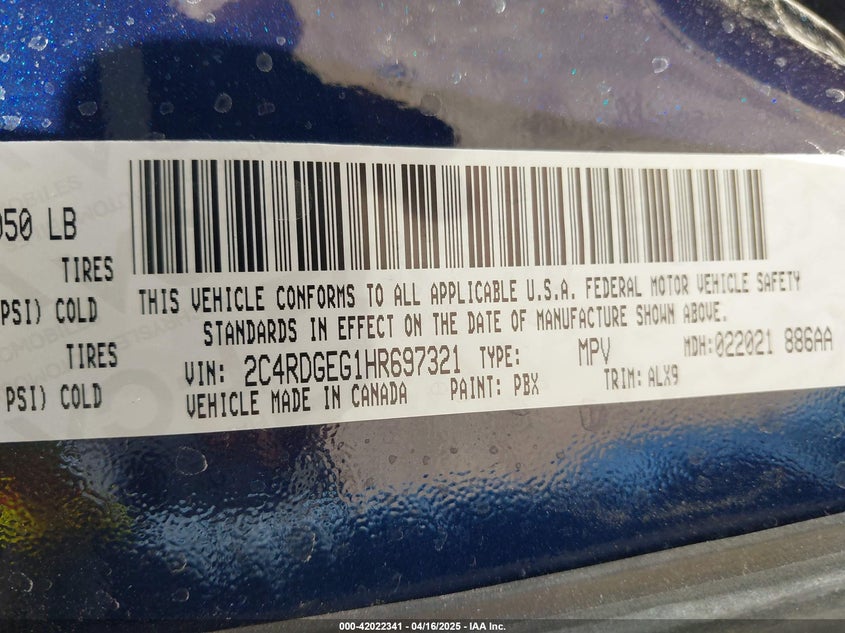 950 LB
TIRES
PSI) COLD
TIRES
PSI) COLD
THIS VEHICLE CONFORMS TO ALL APPLICABLE U.S.A. FEDERAL MOTOR VEHICLE SAFETY
STANDARDS IN EFFECT ON THE DATE OF MANUFACTURE SHOWN ABOVE.
VIN: 2C4RDGEG1HR697321 TYPE: MPV MDH: 022021 886AA
VEHICLE MADE IN CANADA PAINT: PBX TRIM: ALX9
000-42022341 - 04/16/2025 - IAA Inc.